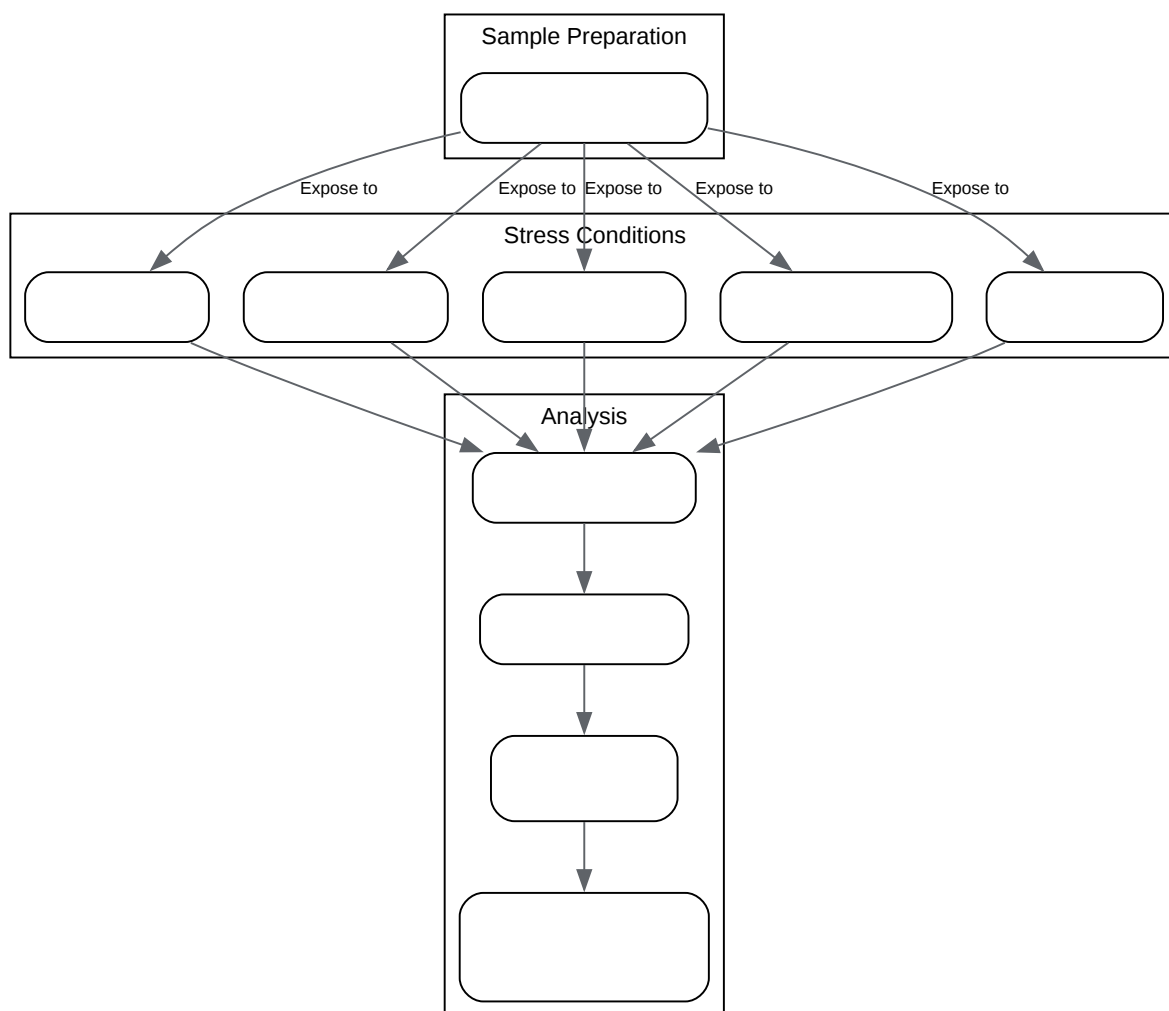 Sample Preparation
Expose to
Expose to
Expose to
Expose to
Expose to
Stress Conditions
Analysis